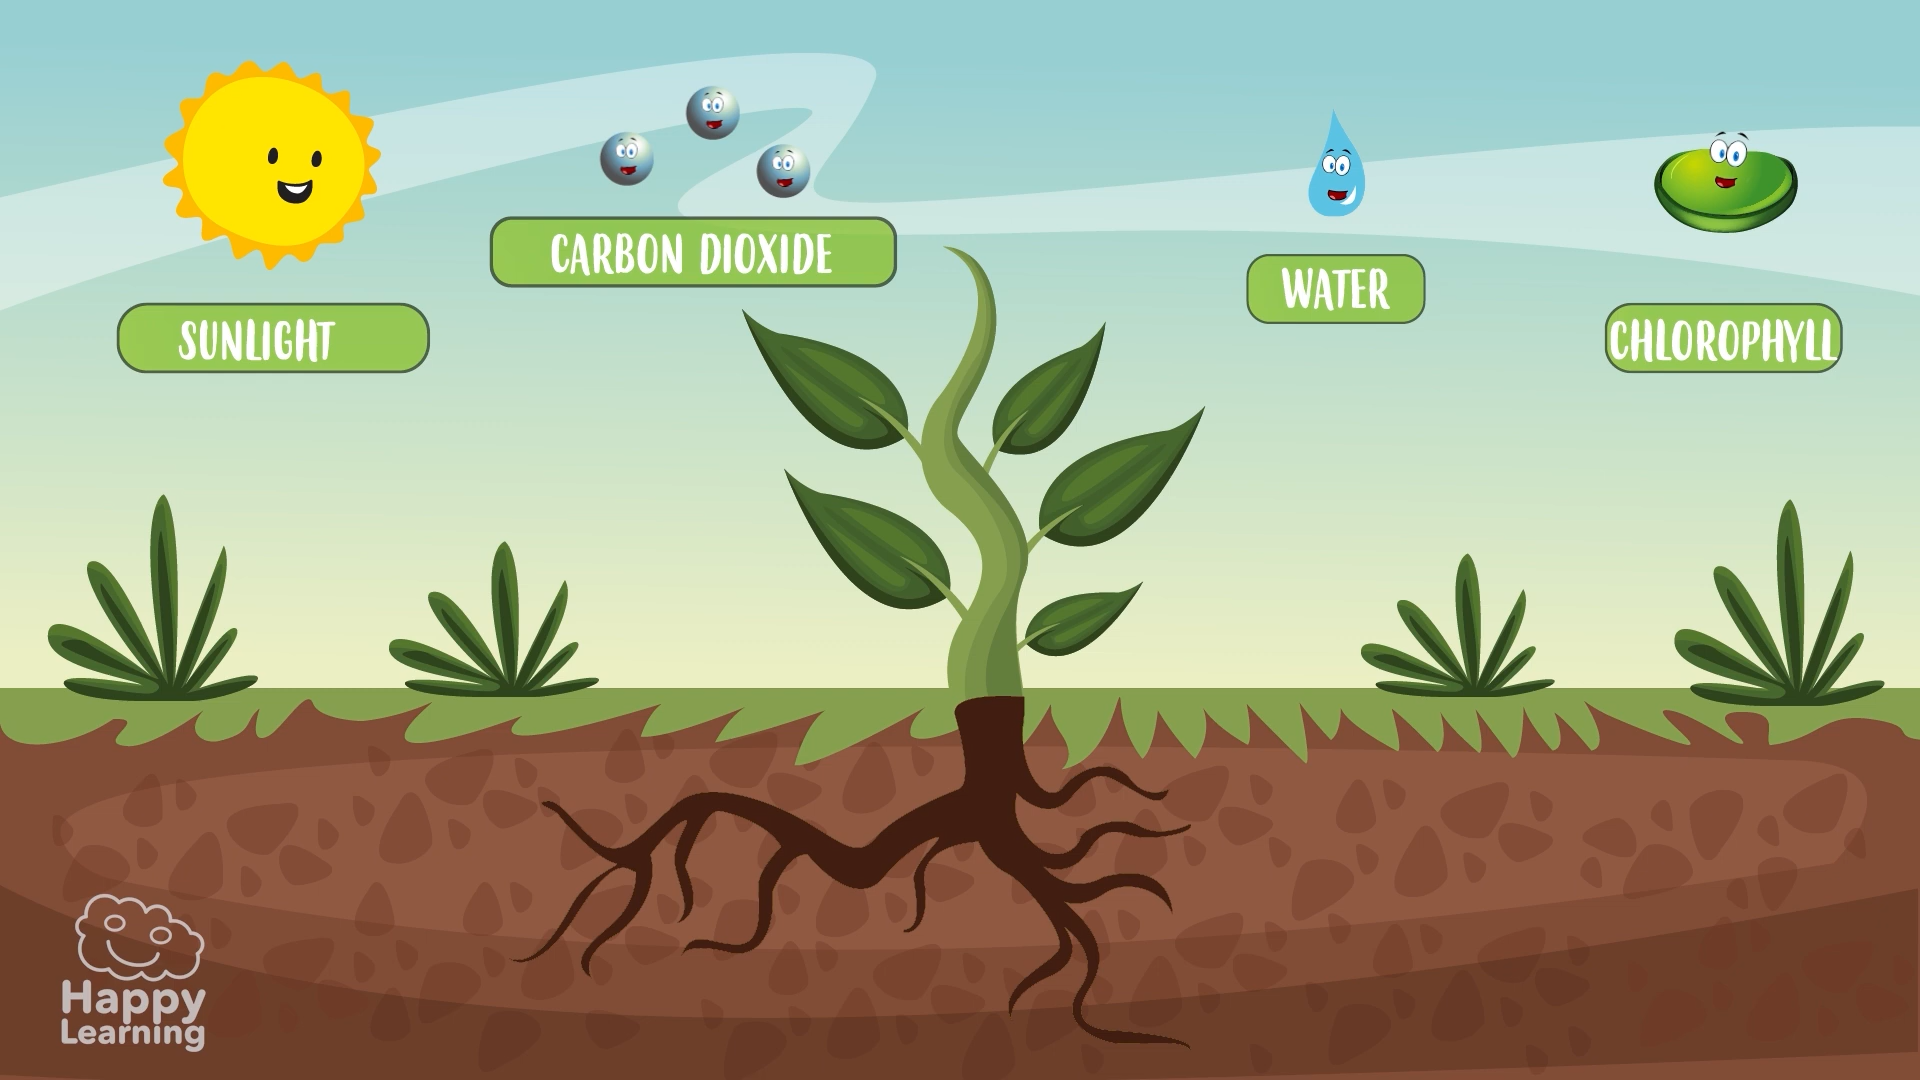 SUNLIGHT
CARBON DIOXIDE
WATER
CHLOROPHYLL
Happy
Learning